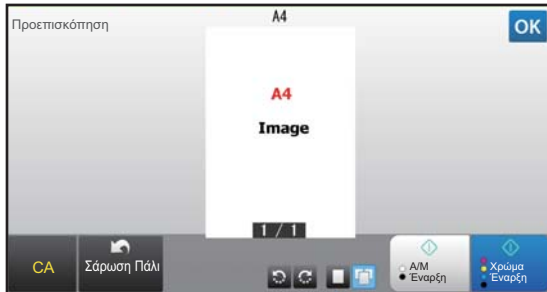 Προεπισκόπηση
A4
OK
A4
Image
1 / 1
CA
Σάρωση Πάλι
Α/Μ
Έναρξη
Χρώμα
Έναρξη